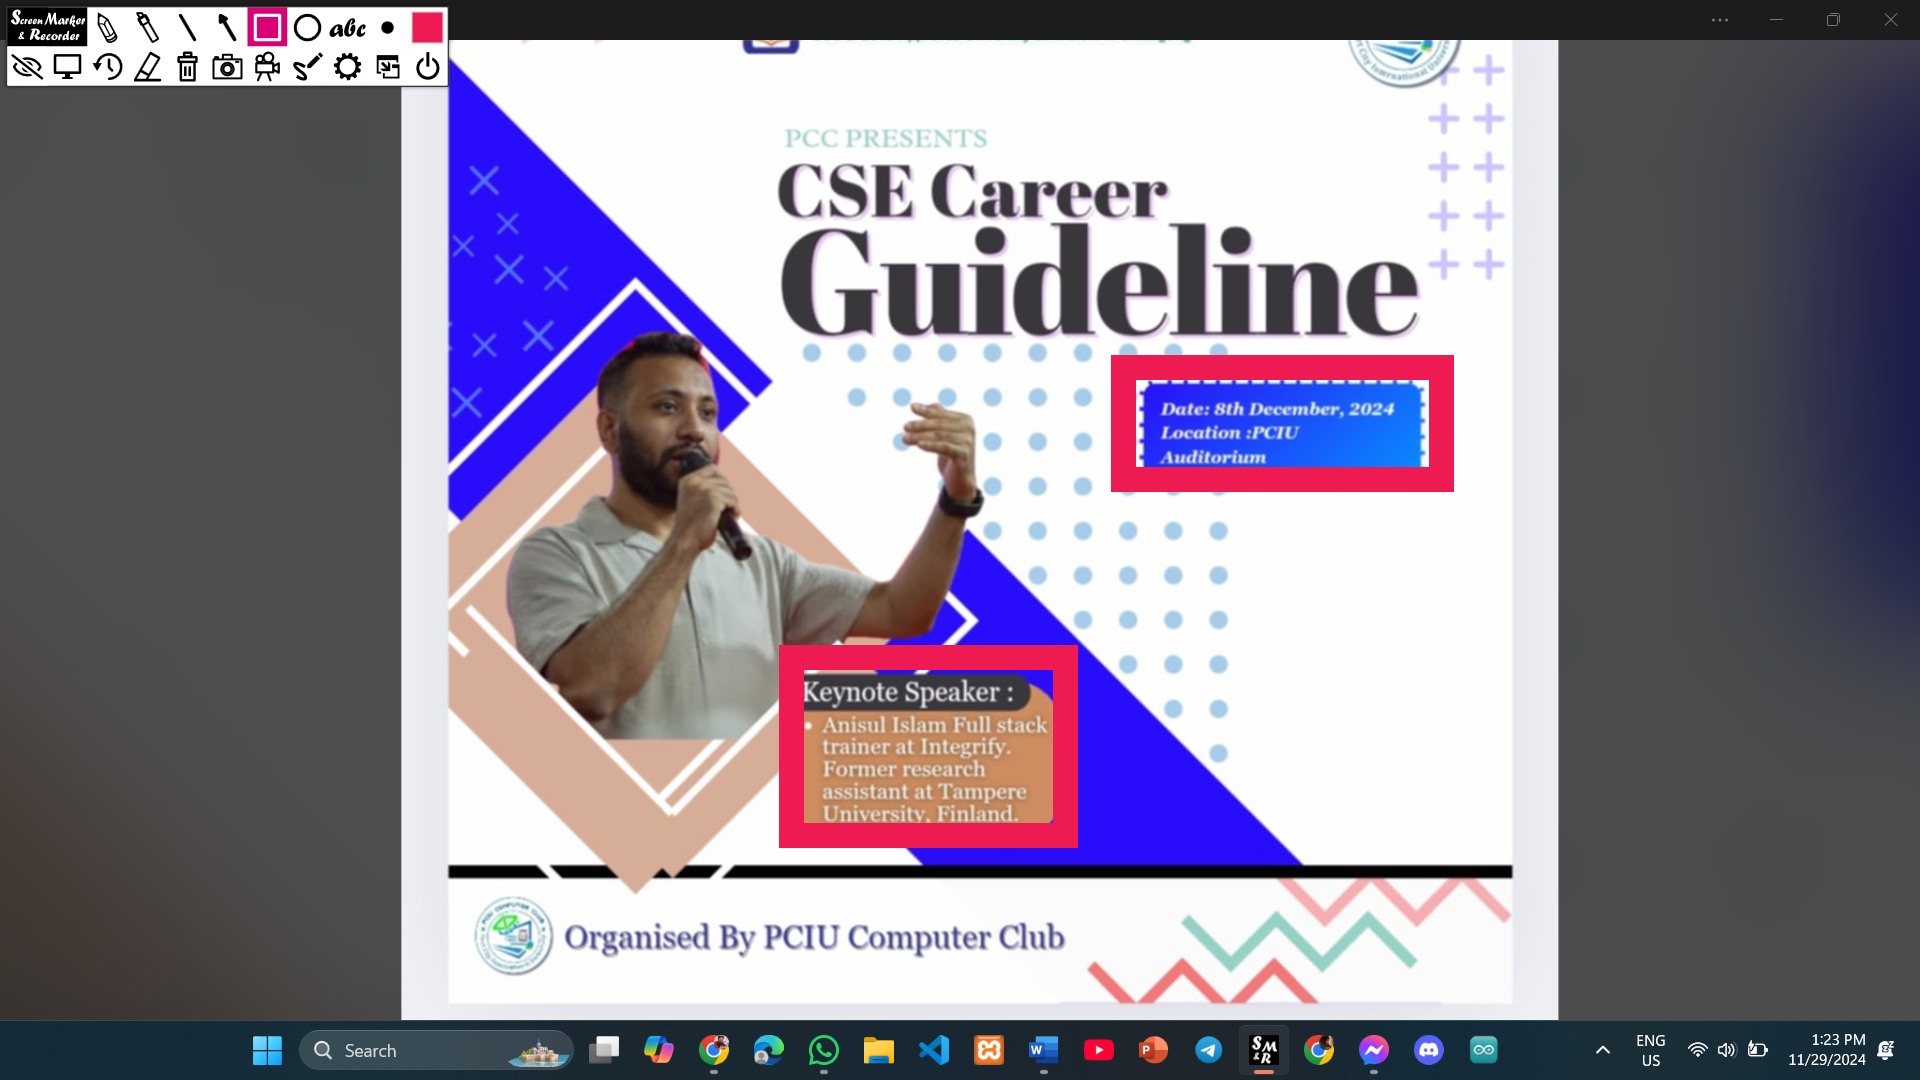 Screen Marker
& Recorder
abc
PCC PRESENTS
CSE Career
Guideline
Date: 8th December, 2024
Location :PCIU
Auditorium
Keynote Speaker :
• Anisul Islam Full stack
trainer at Integrify.
Former research
assistant at Tampere
University, Finland.
Organised By PCIU Computer Club
Search
SM
&R
ENG
US
1:23 PM
11/29/2024